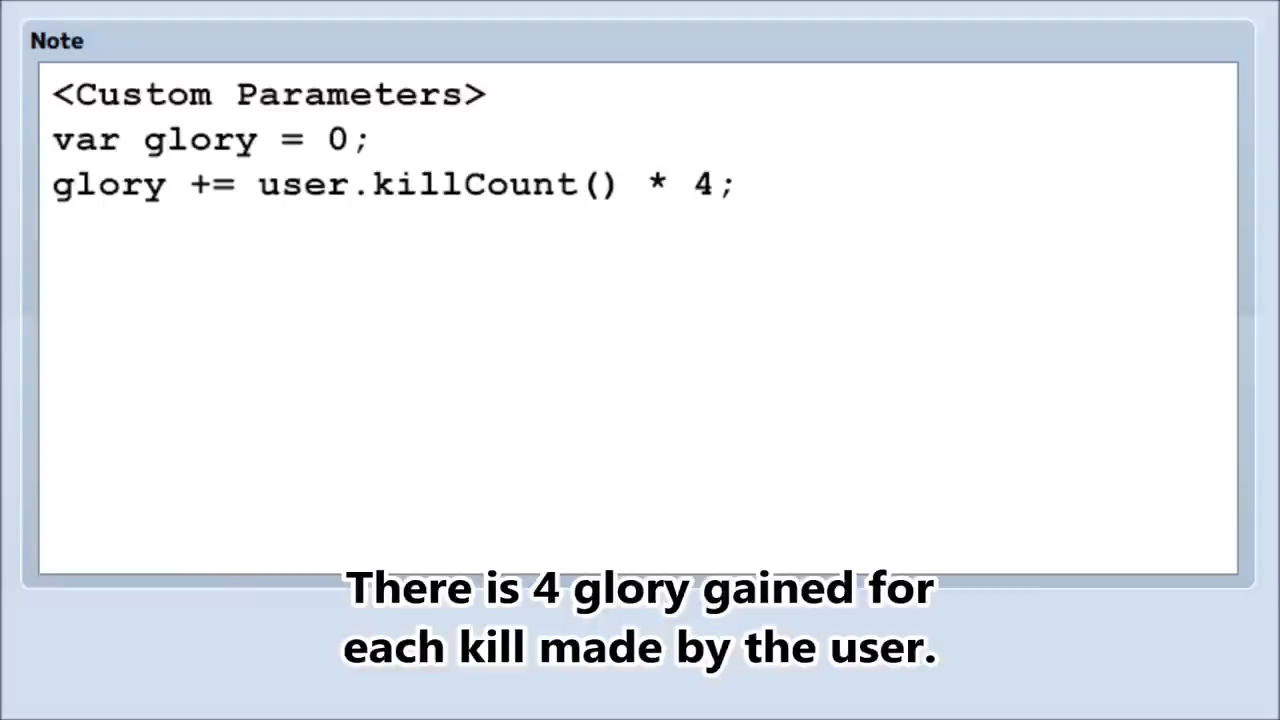 Note
<Custom Parameters>
var glory = 0;
glory += user.killCount() * 4;
There is 4 glory gained for
each kill made by the user.